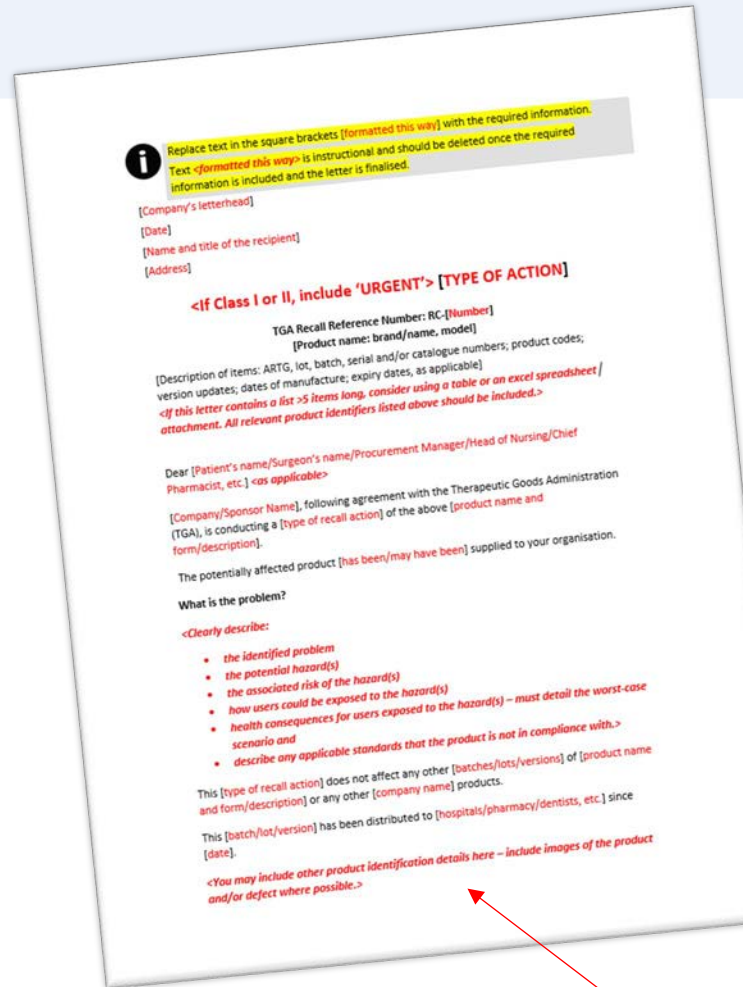 i
Replace text in the square brackets [formatted this way] with the required information.
Text <formatted this way> is instructional and should be deleted once the required
information is included and the letter is finalised.
[Company's letterhead]
[Date]
[Name and title of the recipient]
[Address]
<If Class I or II, include 'URGENT'> [TYPE OF ACTION]
TGA Recall Reference Number: RC-[Number]
[Product name: brand/name, model]
[Description of items: ARTG, lot, batch, serial and/or catalogue numbers; product codes;
version updates; dates of manufacture; expiry dates, as applicable]
<If this letter contains a list >5 items long, consider using a table or an excel spreadsheet/
attachment. All relevant product identifiers listed above should be included.>
Dear [Patient's name/Surgeon's name/Procurement Manager/Head of Nursing/Chief
Pharmacist, etc.] <as applicable>
[Company/Sponsor Name], following agreement with the Therapeutic Goods Administration
(TGA), is conducting a [type of recall action] of the above [product name and
form/description].
The potentially affected product [has been/may have been] supplied to your organisation.
What is the problem?
<Clearly describe:
• the identified problem
• the potential hazard(s)
• the associated risk of the hazard(s)
• how users could be exposed to the hazard(s)
• health consequences for users exposed to the hazard(s) – must detail the worst-case
scenario and
• describe any applicable standards that the product is not in compliance with.>
This [type of recall action] does not affect any other [batches/lots/versions] of [product name
and form/description] or any other [company name] products.
This [batch/lot/version] has been distributed to [hospitals/pharmacy/dentists, etc.] since
[date].
<You may include other product identification details here – include images of the product
and/or defect where possible.>